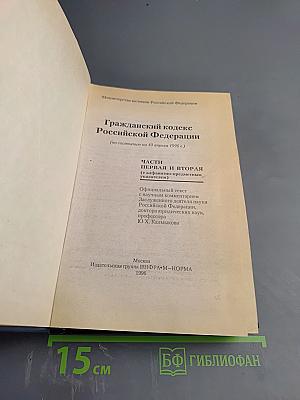 Министерство юстиции Российской Федерации
Гражданский кодекс
Российской Федерации
(по состоянию на 10 апреля 1996 г.)
ЧАСТИ
ПЕРВАЯ И ВТОРАЯ
(с алфавитно-предметным
указателем)
Официальный текст
с научным комментарием
Заслуженного деятеля науки
Российской Федерации,
доктора юридических наук,
профессора
Ю.Х. Калмыкова
Москва
Издательская группа ИНФРА•М—НОРМА
1996
15 см
БФ БИБЛИОФАН